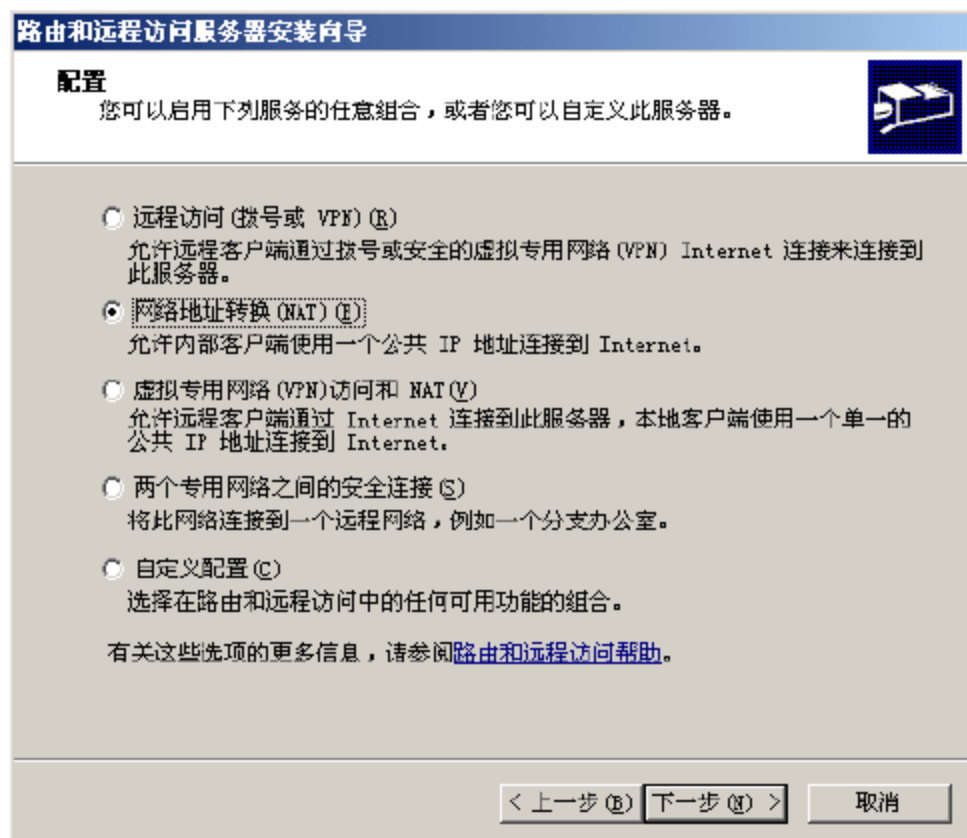 路由和远程访问服务器安装向导
配置
您可以启用下列服务的任意组合，或者您可以自定义此服务器。
远程访问(拨号或 VPN)(R)
允许远程客户端通过拨号或安全的虚拟专用网络(VPN) Internet 连接来连接到
此服务器。
网络地址转换(NAT)(E)
允许内部客户端使用一个公共 IP 地址连接到 Internet。
虚拟专用网络(VPN)访问和 NAT(V)
允许远程客户端通过 Internet 连接到此服务器，本地客户端使用一个单一的
公共 IP 地址连接到 Internet.
两个专用网络之间的安全连接(S)
将此网络连接到一个远程网络，例如一个分支办公室。
自定义配置(C)
选择在路由和远程访问中的任何可用功能的组合。
有关这些选项的更多信息，请参阅路由和远程访问帮助。
< 上一步(B) 下一步(N) > 取消